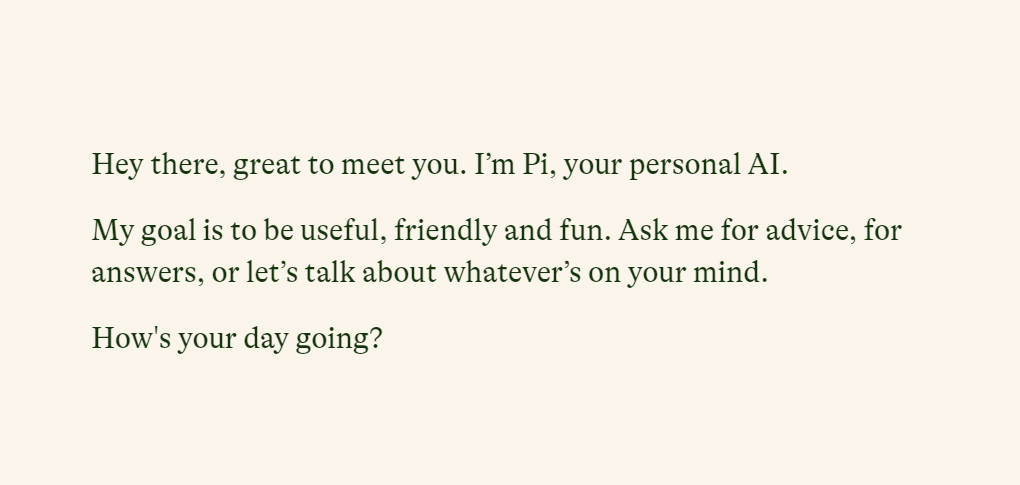 Hey there, great to meet you. I’m Pi, your personal AI.
My goal is to be useful, friendly and fun. Ask me for advice, for
answers, or let’s talk about whatever’s on your mind.
How's your day going?